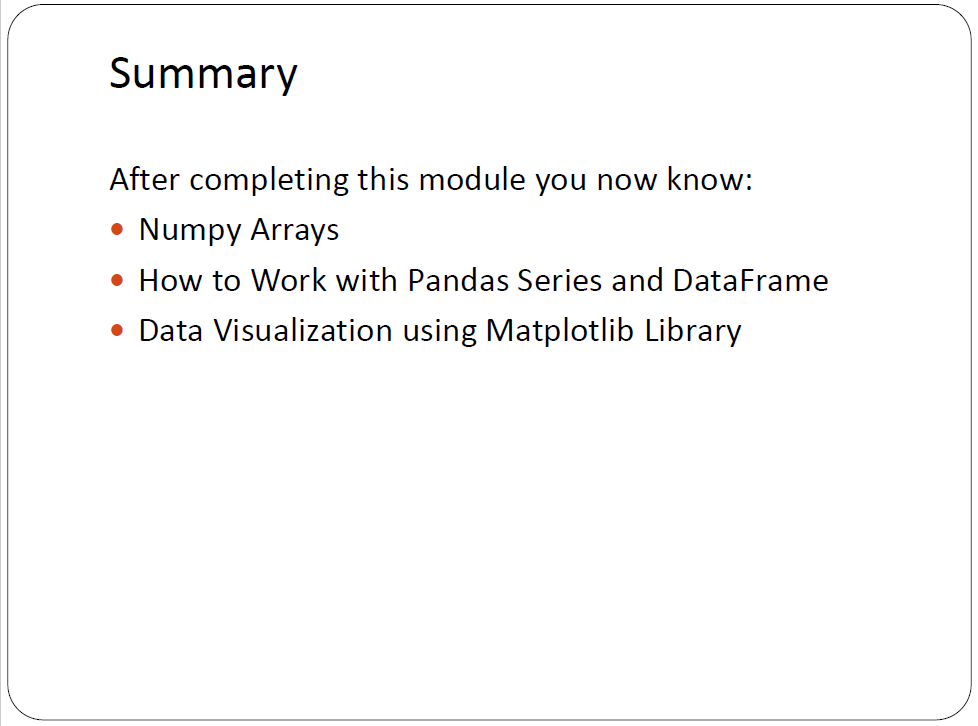 Summary
After completing this module you now know:
• Numpy Arrays
• How to Work with Pandas Series and DataFrame
• Data Visualization using Matplotlib Library